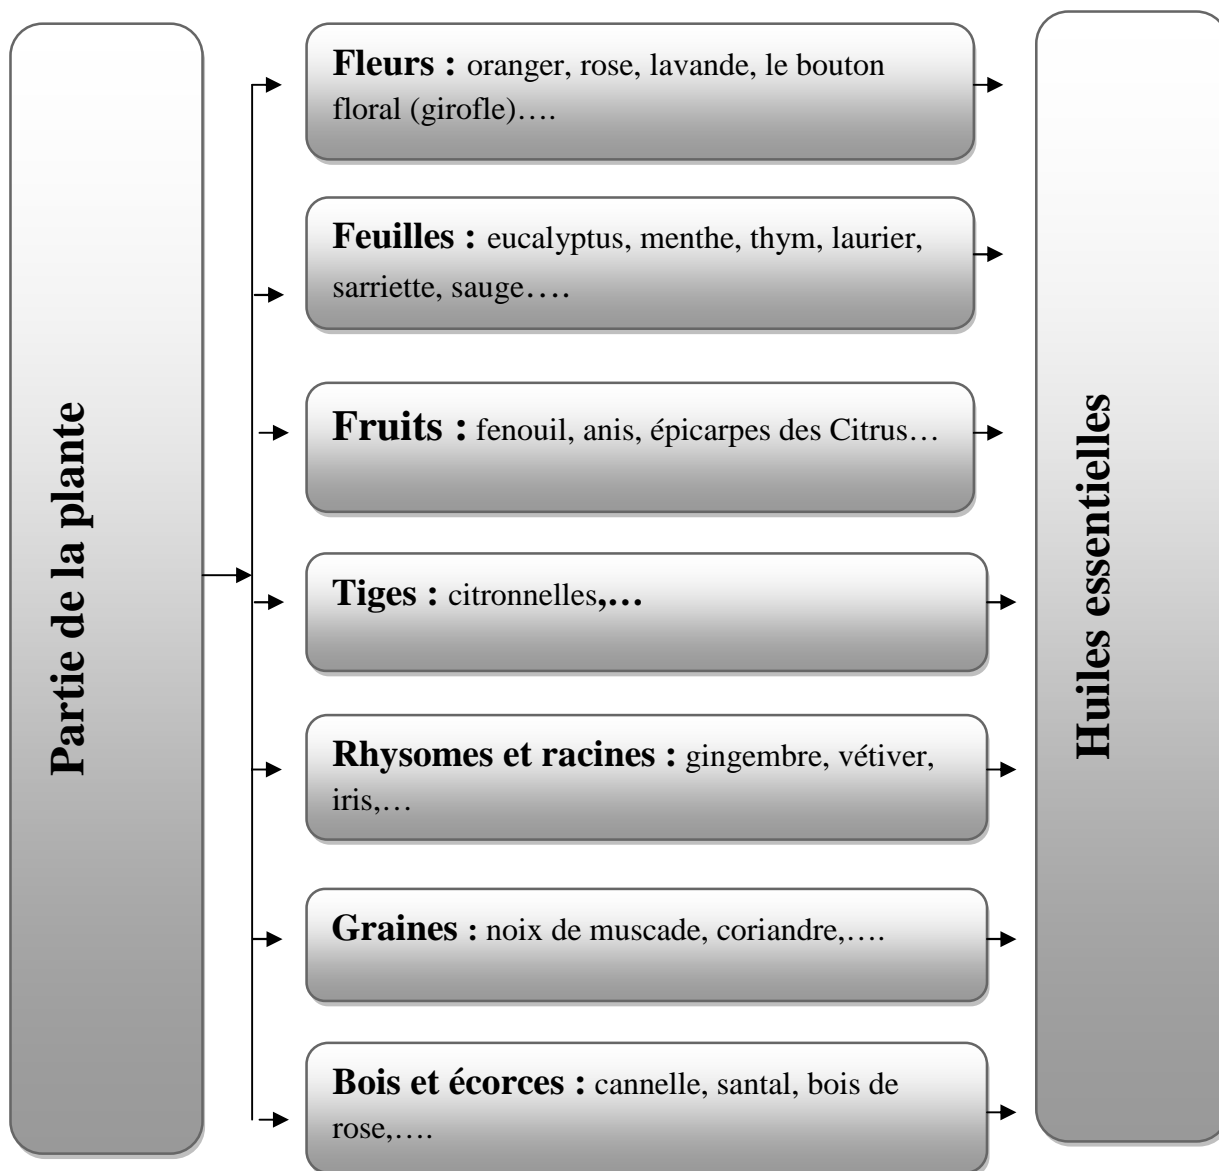 Partie de la plante
Fleurs : oranger, rose, lavande, le bouton
floral (girofle)….
Feuilles : eucalyptus, menthe, thym, laurier,
sarriette, sauge….
Fruits : fenouil, anis, épicarpes des Citrus…
Tiges : citronnelles,…
Rhysomes et racines : gingembre, vétiver,
iris,…
Graines : noix de muscade, coriandre,….
Bois et écorces : cannelle, santal, bois de
rose,….
Huiles essentielles